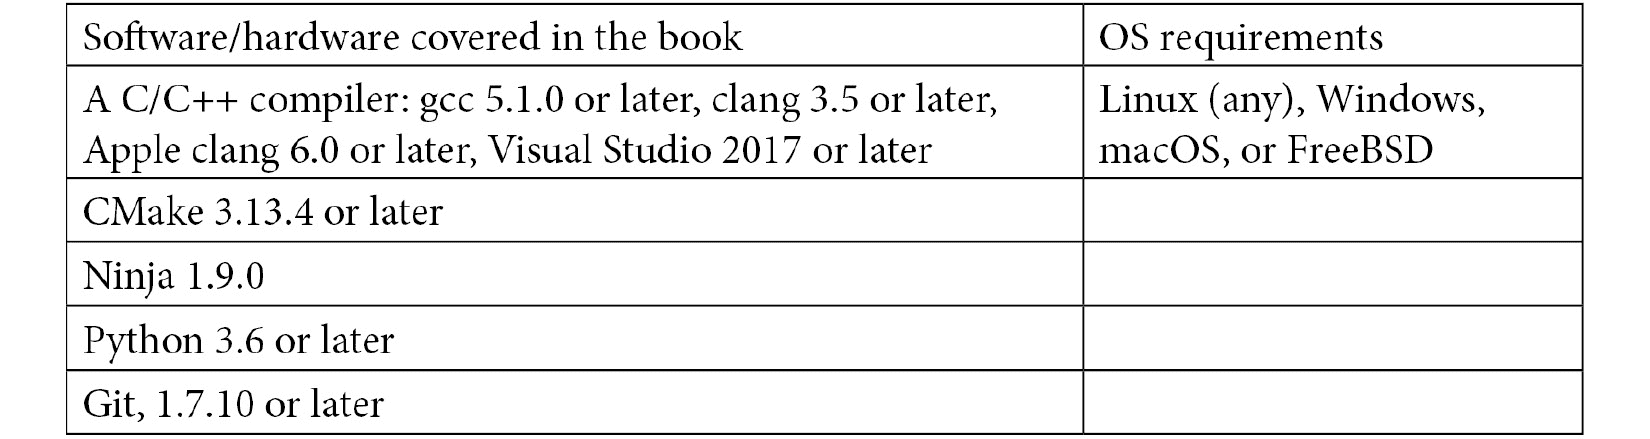 Software/hardware covered in the book
OS requirements
A C/C++ compiler: gcc 5.1.0 or later, clang 3.5 or later,
Apple clang 6.0 or later, Visual Studio 2017 or later
Linux (any), Windows,
macOS, or FreeBSD
CMake 3.13.4 or later
Ninja 1.9.0
Python 3.6 or later
Git, 1.7.10 or later